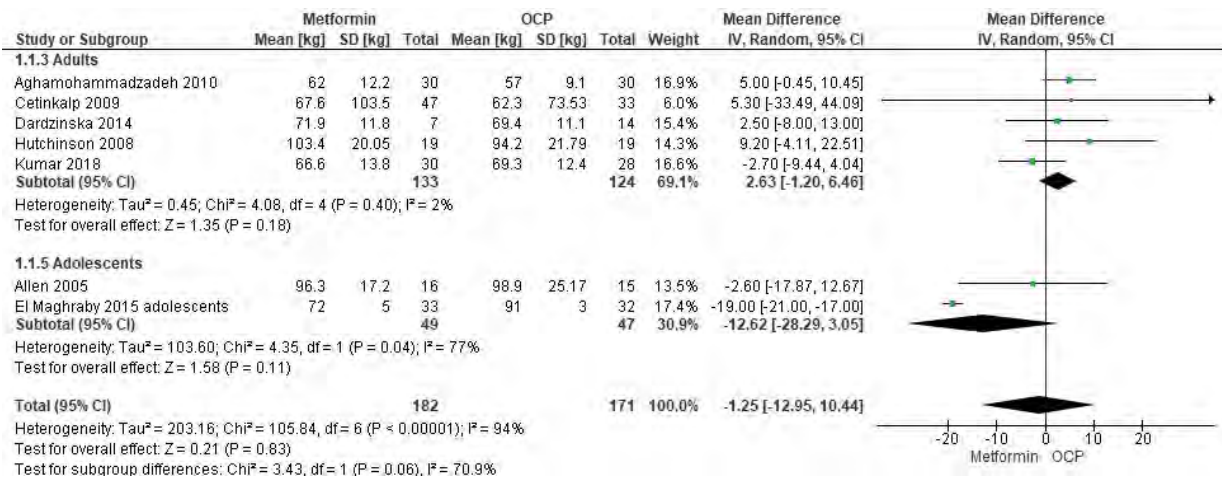 Metformin OCP Mean Difference Mean Difference
Study or Subgroup Mean [kg] SD [kg] Total Mean [kg] SD [kg] Total Weight IV, Random, 95% CI IV, Random, 95% CI
1.1.3 Adults
Aghamohammadzadeh 2010 62 12.2 30 57 9.1 30 16.9% 5.00 [-0.45, 10.45]
Cetinkalp 2009 67.6 103.5 47 62.3 73.53 33 6.0% 5.30 [-33.49, 44.09]
Dardzinska 2014 71.9 11.8 7 69.4 11.1 14 15.4% 2.50 [-8.00, 13.00]
Hutchinson 2008 103.4 20.05 19 94.2 21.79 19 13.5% 9.20 [-4.11, 22.51]
Kumar 2018 66.6 13.8 30 69.3 12.4 28 16.6% -2.70 [-9.44, 4.04]
Subtotal (95% CI) 133 124 69.1% 2.63 [-1.20, 6.46]
Heterogeneity: Tau² = 0.45; Chi² = 4.08, df = 4 (P = 0.40); I² = 2%
Test for overall effect: Z = 1.35 (P = 0.18)
1.1.5 Adolescents
Allen 2005 96.3 17.2 16 98.9 25.17 15 13.5% -2.60 [-17.87, 12.67]
El Maghraby 2015 adolescents 72 5 33 91 3 32 17.4% -19.00 [-21.00, -17.00]
Subtotal (95% CI) 49 47 30.9% -12.62 [-28.29, 3.05]
Heterogeneity: Tau² = 103.60; Chi² = 4.35, df = 1 (P = 0.04); I² = 77%
Test for overall effect: Z = 1.58 (P = 0.11)
Total (95% CI) 182 171 100.0% -1.25 [-12.95, 10.44]
Heterogeneity: Tau² = 203.16; Chi² = 105.84, df = 6 (P < 0.00001); I² = 94%
Test for overall effect: Z = 0.21 (P = 0.83)
Test for subgroup differences: Chi² = 3.43, df = 1 (P = 0.06), I² = 70.9%
-20 -10 0 10 20
Metformin OCP